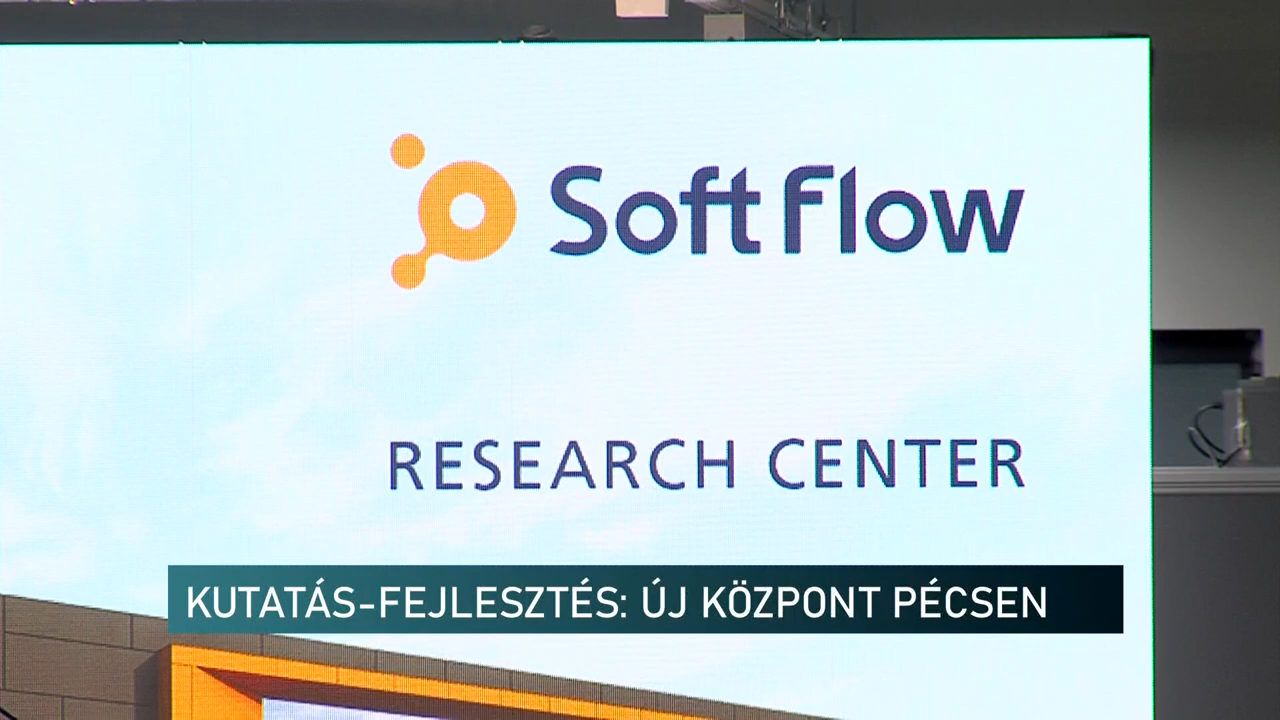 Soft Flow
RESEARCH CENTER
KUTATÁS-FEJLESZTÉS: ÚJ KÖZPONT PÉCSEN